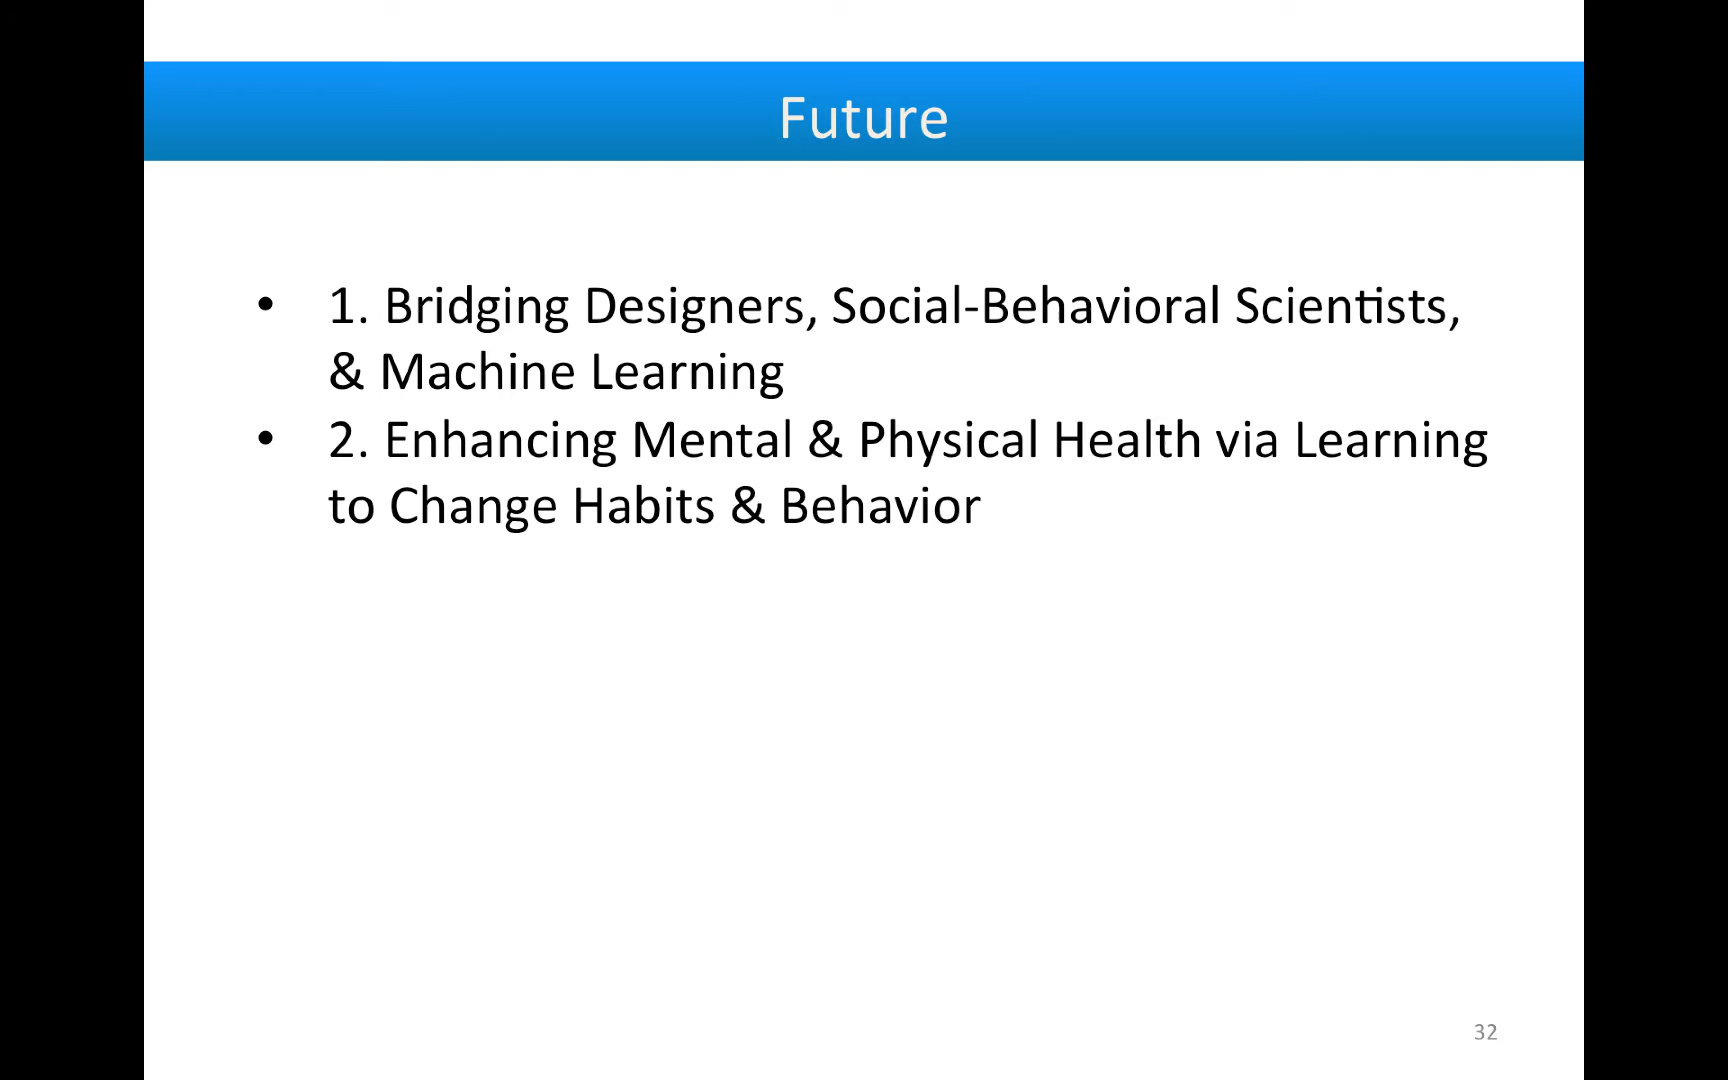 Future
• 1. Bridging Designers, Social-Behavioral Scientists,
& Machine Learning
• 2. Enhancing Mental & Physical Health via Learning
to Change Habits & Behavior
32